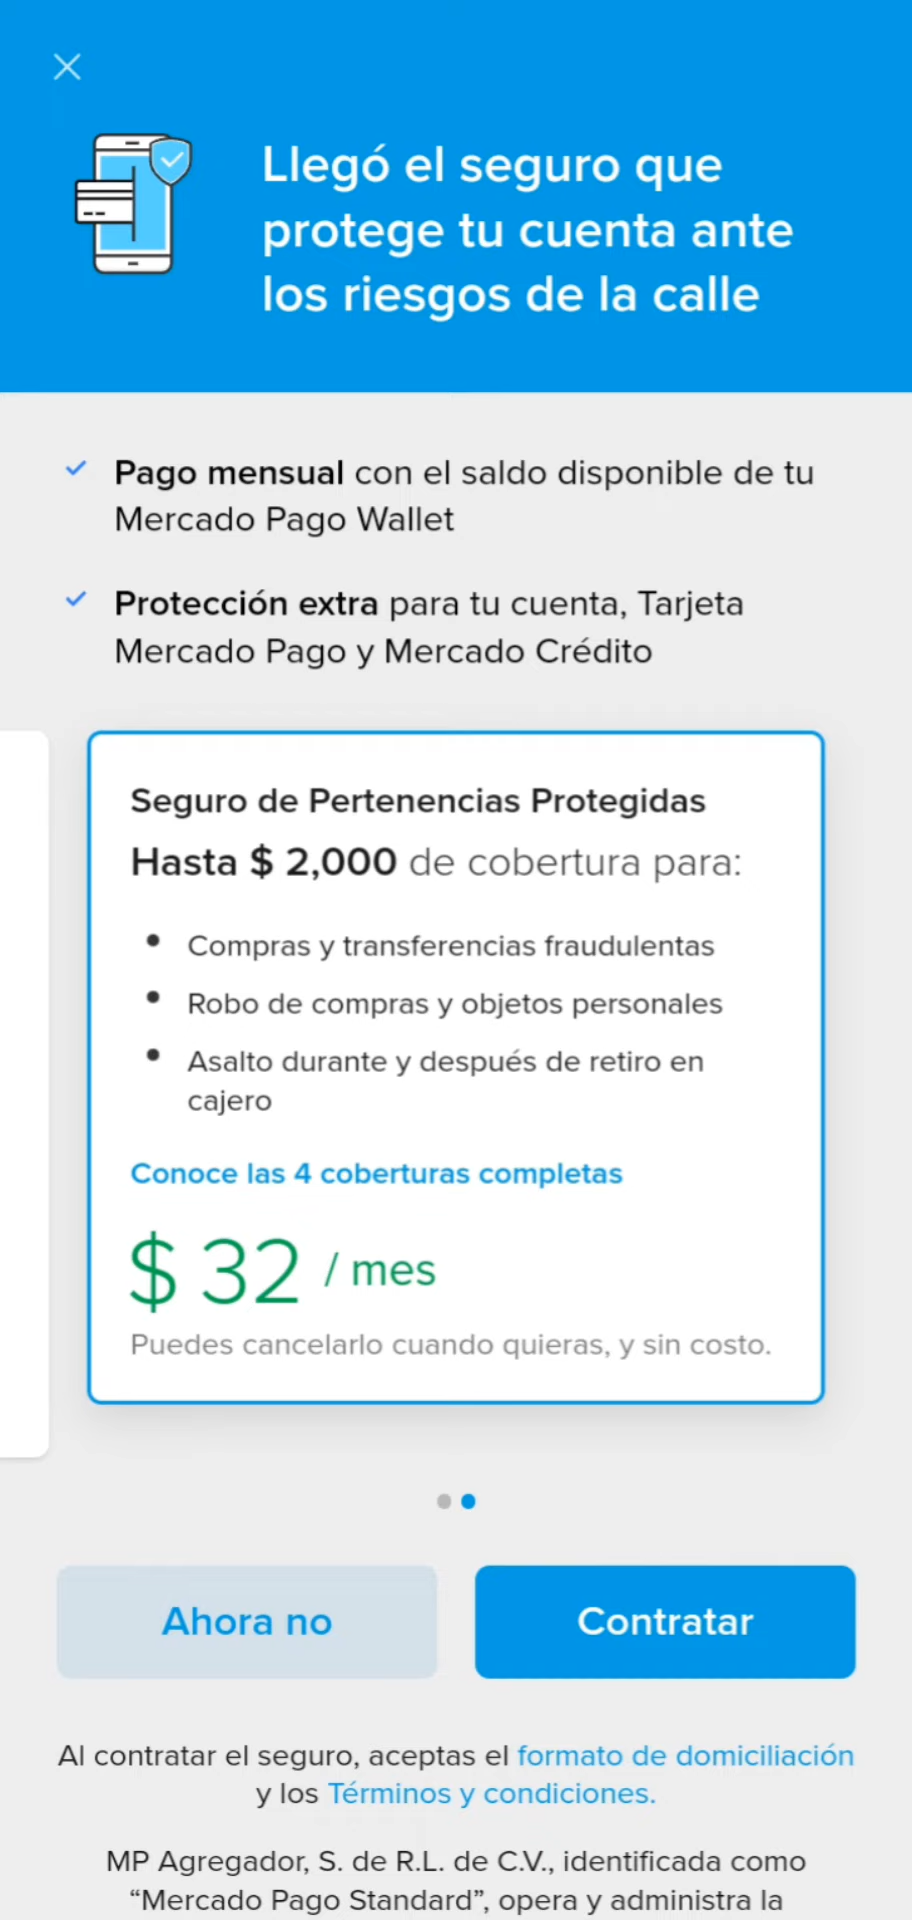 Llegó el seguro que
protege tu cuenta ante
los riesgos de la calle
Pago mensual con el saldo disponible de tu
Mercado Pago Wallet
Protección extra para tu cuenta, Tarjeta
Mercado Pago y Mercado Crédito
Seguro de Pertenencias Protegidas
Hasta $ 2,000 de cobertura para:
Compras y transferencias fraudulentas
Robo de compras y objetos personales
Asalto durante y después de retiro en
cajero
Conoce las 4 coberturas completas
$ 32 / mes
Puedes cancelarlo cuando quieras, y sin costo.
Ahora no
Contratar
Al contratar el seguro, aceptas el formato de domiciliación
y los Términos y condiciones.
MP Agregador, S. de R.L. de C.V., identificada como
“Mercado Pago Standard”, opera y administra la